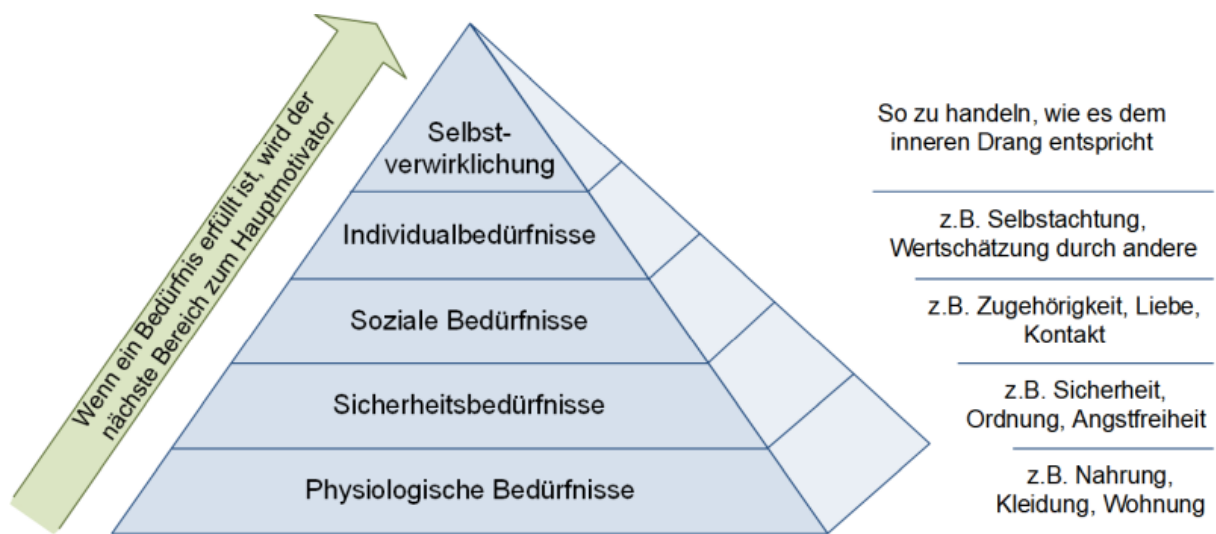 Wenn ein Bedürfnis erfüllt ist, wird der
nächste Bereich zum Hauptmotivator
Selbst-
verwirklichung
So zu handeln, wie es dem
inneren Drang entspricht
Individualbedürfnisse
z.B. Selbstachtung,
Wertschätzung durch andere
Soziale Bedürfnisse
z.B. Zugehörigkeit, Liebe,
Kontakt
Sicherheitsbedürfnisse
z.B. Sicherheit,
Ordnung, Angstfreiheit
Physiologische Bedürfnisse
z.B. Nahrung,
Kleidung, Wohnung